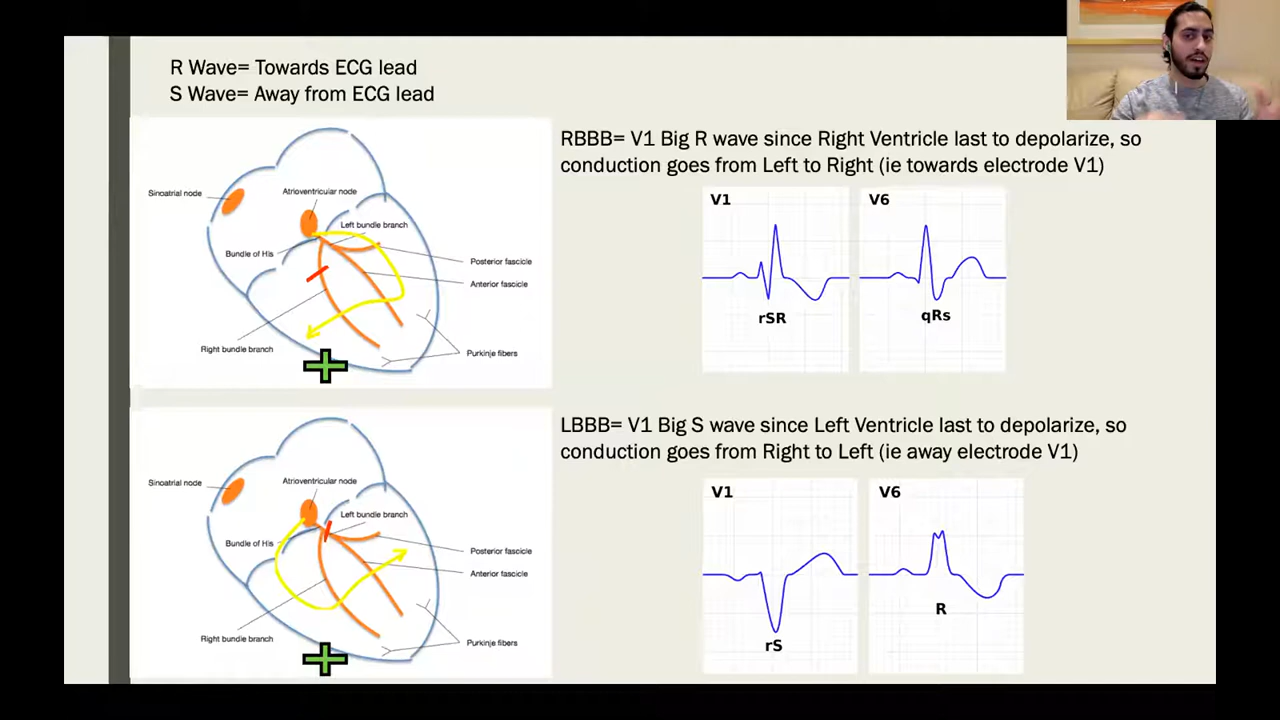 R Wave= Towards ECG lead
S Wave= Away from ECG lead
RBBB= V1 Big R wave since Right Ventricle last to depolarize, so
conduction goes from Left to Right (ie towards electrode V1)
Sinoatrial node
Atrioventricular node
Left bundle branch
Bundle of His
Posterior fascicle
Anterior fascicle
Right bundle branch
Purkinje fibers
V1
V6
rSR
qRs
LBBB= V1 Big S wave since Left Ventricle last to depolarize, so
conduction goes from Right to Left (ie away electrode V1)
Sinoatrial node
Atrioventricular node
Left bundle branch
Bundle of His
Posterior fascicle
Anterior fascicle
Right bundle branch
Purkinje fibers
V1
V6
rS
R